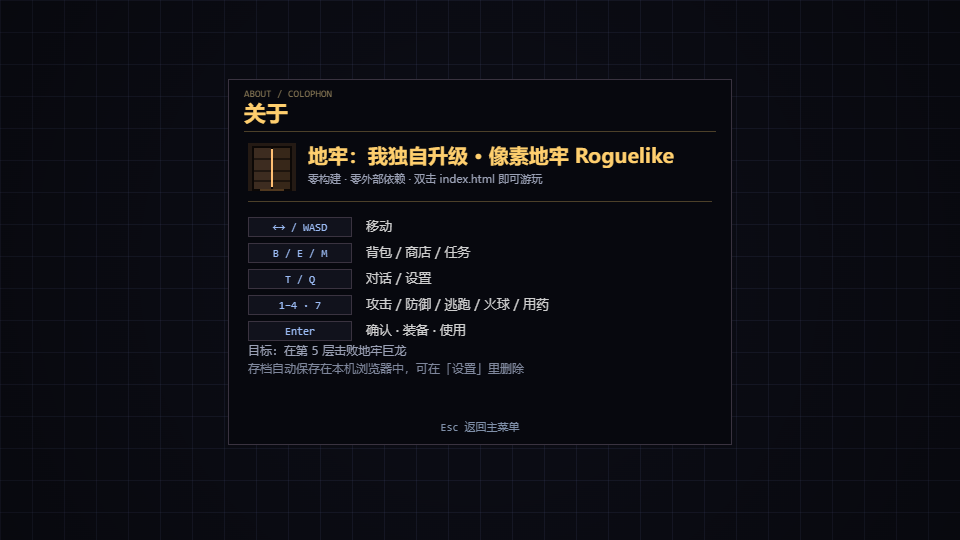 ABOUT / COLOPHON
关于
地牢：我独自升级 · 像素地牢 Roguelike
零构建 · 零外部依赖 · 双击 index.html 即可游玩
↔ / WASD 移动
B / E / M 背包 / 商店 / 任务
T / Q 对话 / 设置
1-4 · 7 攻击 / 防御 / 逃跑 / 火球 / 用药
Enter 确认 · 装备 · 使用
目标：在第 5 层击败地牢巨龙
存档自动保存在本机浏览器中，可在「设置」里删除
Esc 返回主菜单